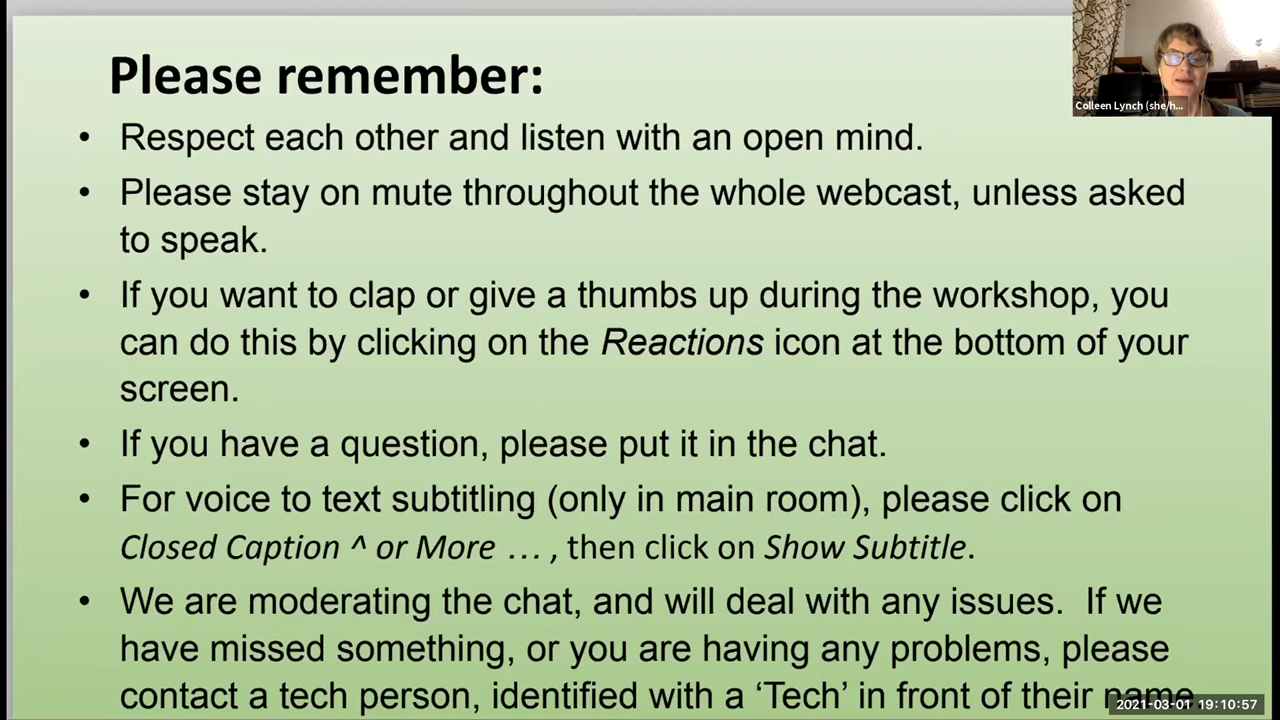 Please remember:
Colleen Lynch (she/h...
• Respect each other and listen with an open mind.
• Please stay on mute throughout the whole webcast, unless asked
to speak.
• If you want to clap or give a thumbs up during the workshop, you
can do this by clicking on the Reactions icon at the bottom of your
screen.
• If you have a question, please put it in the chat.
• For voice to text subtitling (only in main room), please click on
Closed Caption ^ or More … , then click on Show Subtitle.
• We are moderating the chat, and will deal with any issues.  If we
have missed something, or you are having any problems, please
contact a tech person, identified with a ‘Tech’ in front of their name
2021-03-01 19:10:57